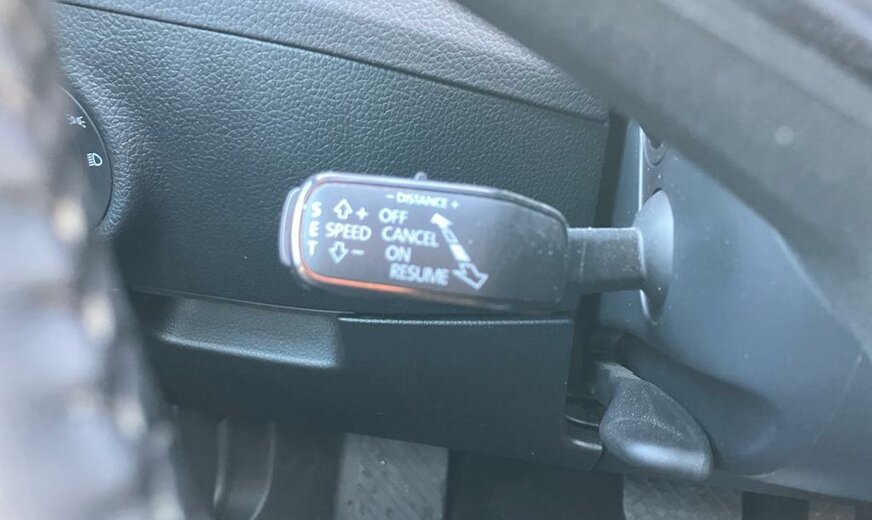 - DISTANCE +
S + OFF
E SPEED CANCEL
T - ON
RESUME